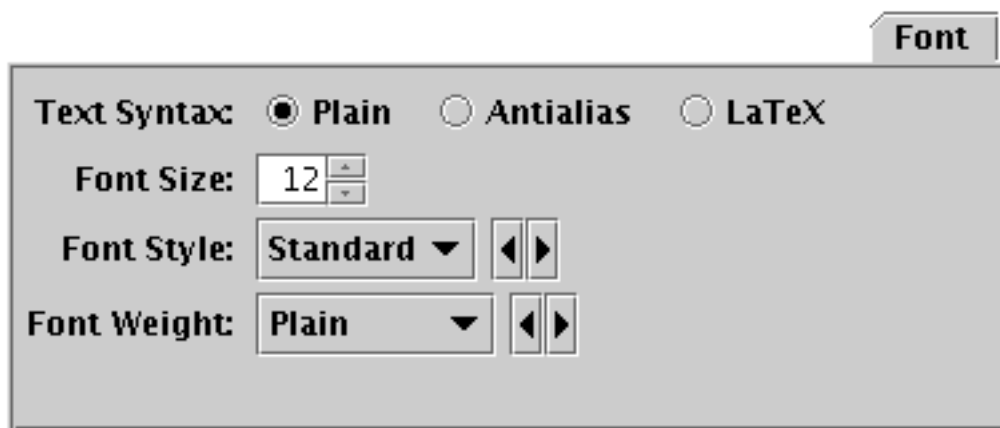 Font
Text Syntax: Plain Antialias LaTeX
Font Size: 12
Font Style: Standard
Font Weight: Plain